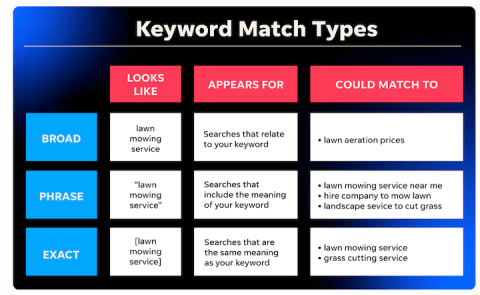 Keyword Match Types
LOOKS
LIKE
APPEARS FOR
COULD MATCH TO
BROAD
lawn
mowing
service
Searches that relate
to your keyword
• lawn aeration prices
PHRASE
"lawn
mowing
service"
Searches that
include the meaning
of your keyword
• lawn mowing service near me
• hire company to mow lawn
• landscape sevice to cut grass
EXACT
[lawn
mowing
service]
Searches that are
the same meaning
as your keyword
• lawn mowing service
• grass cutting service